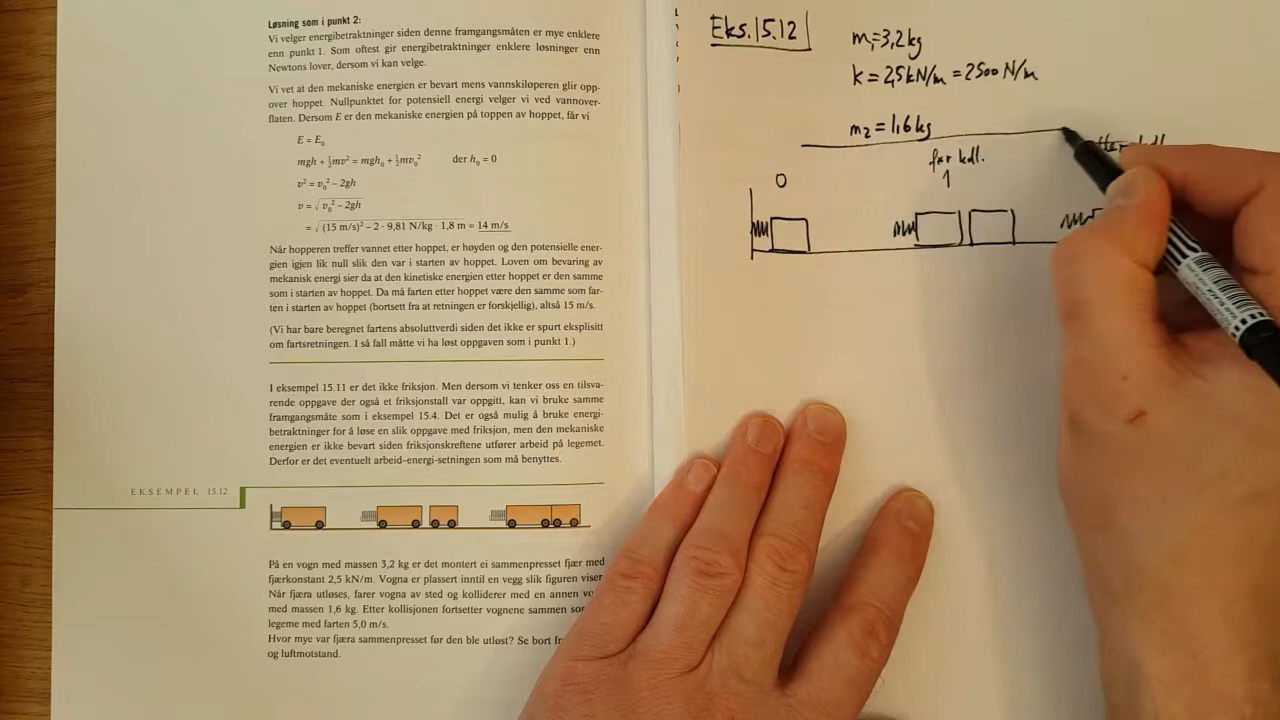 Løsning som i punkt 2:
Vi velger energibetraktninger siden denne framgangsmåten er mye enklere
enn punkt 1. Som oftest gir energibetraktninger enklere løsninger enn
Newtons lover, dersom vi kan velge.
Vi vet at den mekaniske energien er bevart mens vannskiløperen glir opp-
over hoppet. Nullpunktet for potensiell energi velger vi ved vannover-
flaten. Dersom E er den mekaniske energien på toppen av hoppet, får vi
E = E₀
mgh + ½mv² = mgh₀ + ½mv₀² der h₀ = 0
v² = v₀² – 2gh
v = √(v₀² – 2gh)
= √((15 m/s)² – 2 · 9,81 N/kg · 1,8 m) = 14 m/s
Når hopperen treffer vannet etter hoppet, er høyden og den potensielle ener-
gien igjen lik null slik den var i starten av hoppet. Loven om bevaring av
mekanisk energi sier da at den kinetiske energien etter hoppet er den samme
som i starten av hoppet. Da må farten etter hoppet være den samme som far-
ten i starten av hoppet (bortsett fra at retningen er forskjellig), altså 15 m/s.
(Vi har bare beregnet fartens absoluttverdi siden det ikke er spurt eksplisitt
om fartsretningen. I så fall måtte vi ha løst oppgaven som i punkt 1.)
I eksempel 15.11 er det ikke friksjon. Men dersom vi tenker oss en tilsva-
rende oppgave der også et friksjonstall var oppgitt, kan vi bruke samme
framgangsmåte som i eksempel 15.4. Det er også mulig å bruke energi-
betraktninger for å løse en slik oppgave med friksjon, men den mekaniske
energien er ikke bevart siden friksjonskreftene utfører arbeid på legemet.
Derfor er det eventuelt arbeid–energi-setningen som må benyttes.
EKSEMPEL 15.12
På en vogn med massen 3,2 kg er det montert ei sammenpresset fjær med
fjærkonstant 2,5 kN/m. Vogna er plassert inntil en vegg slik figuren viser
Når fjæra utløses, farer vogna av sted og kolliderer med en annen
med massen 1,6 kg. Etter kollisjonen fortsetter vognene sammen
legeme med farten 5,0 m/s.
Hvor mye var fjæra sammenpresset før den ble utløst? Se bort
og luftmotstand.
Eks. 15.12
m₁=3,2kg
k = 2,5kN/m = 2500 N/m
m₂ = 1,6 kg
før koll.
0
1